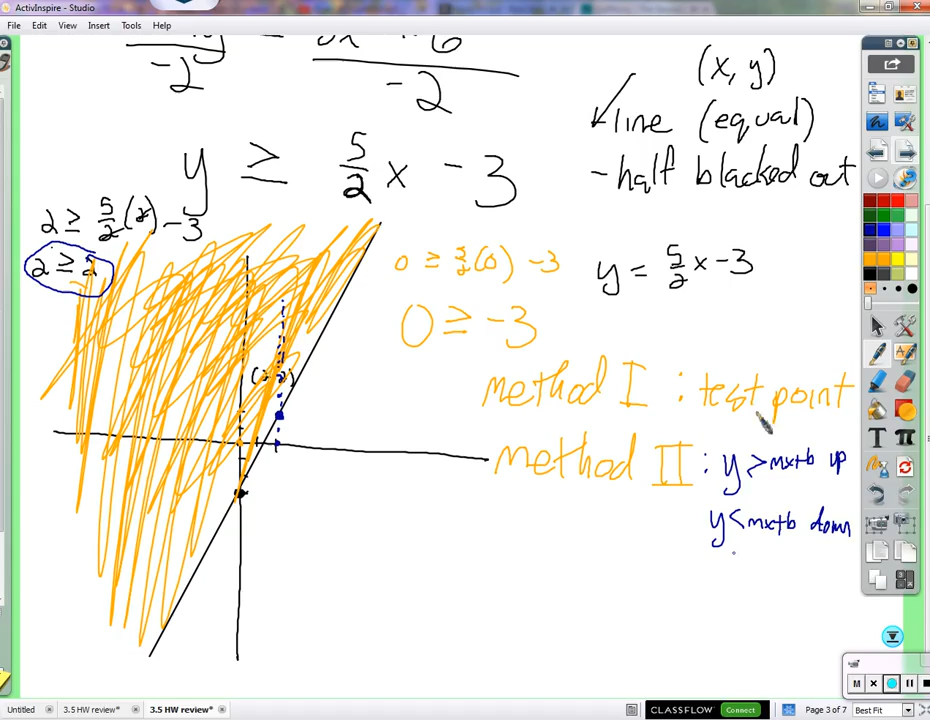 ActivInspire - Studio
File Edit View Insert Tools Help
-2
-2
(x, y)
line (equal)
- half blacked out
y ≥ 5/2 x - 3
2 ≥ 5/2 (2) - 3
2 ≥ 2
0 ≥ 5/2 (0) - 3
0 ≥ -3
y = 5/2 x - 3
method I : test point
method II : y > mx+b up
y < mx+b down
M
Untitled
3.5 HW review*
3.5 HW review*
CLASSFLOW
Connect
Page 3 of 7
Best Fit